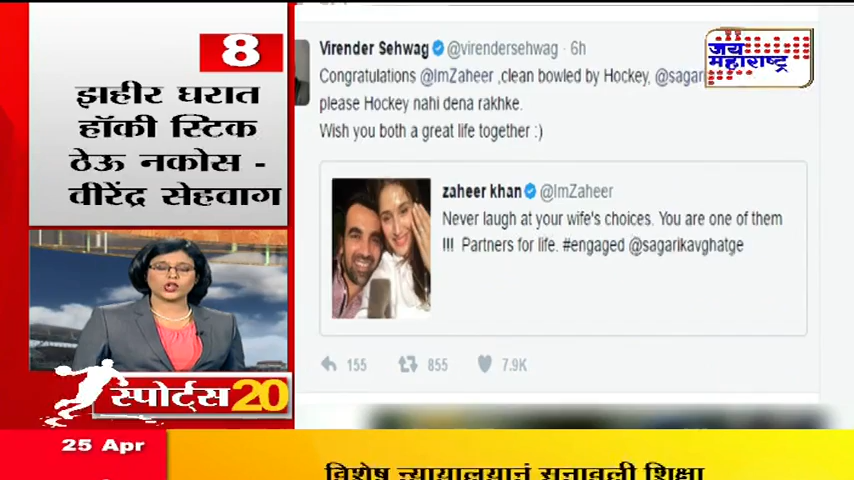 8
झहीर घरात
हॉकी स्टिक
ठेऊ नकोस -
वीरेंद्र सेहवाग
स्पोर्ट्स 20
25 Apr
Virender Sehwag @virendersehwag - 6h
Congratulations @ImZaheer ,clean bowled by Hockey,
please Hockey nahi dena rakhke.
Wish you both a great life together :)
zaheer khan @ImZaheer
Never laugh at your wife's choices. You are one of them
!!! Partners for life. #engaged @sagarikavghatge
155 855 7.9K
जय
महाराष्ट्र
विशेष न्यायालयानं सुनावली शिक्षा